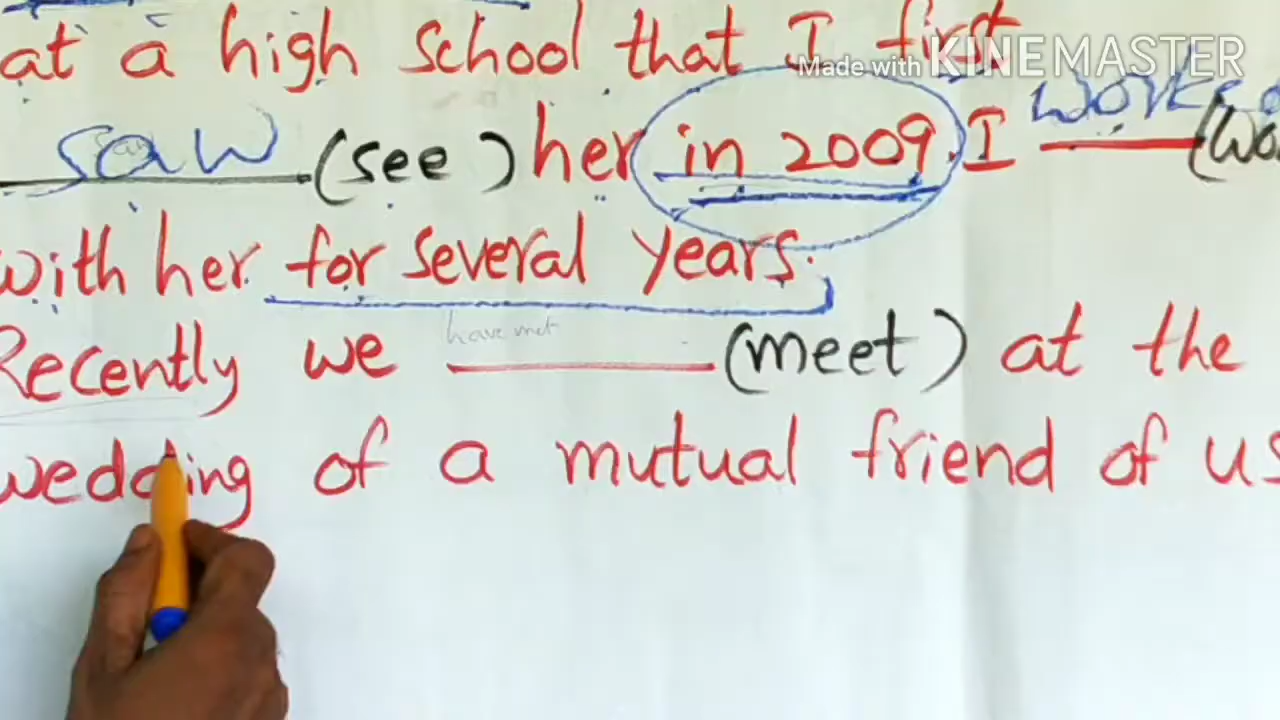 at a high school that I first
Made with KINEMASTER
worked
saw (see) her in 2009. I
with her for several years.
have met
Recently we (meet) at the
wedding of a mutual friend of us